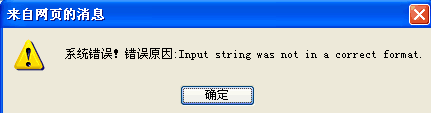 来自网页的消息
系统错误！错误原因:Input string was not in a correct format.
确定